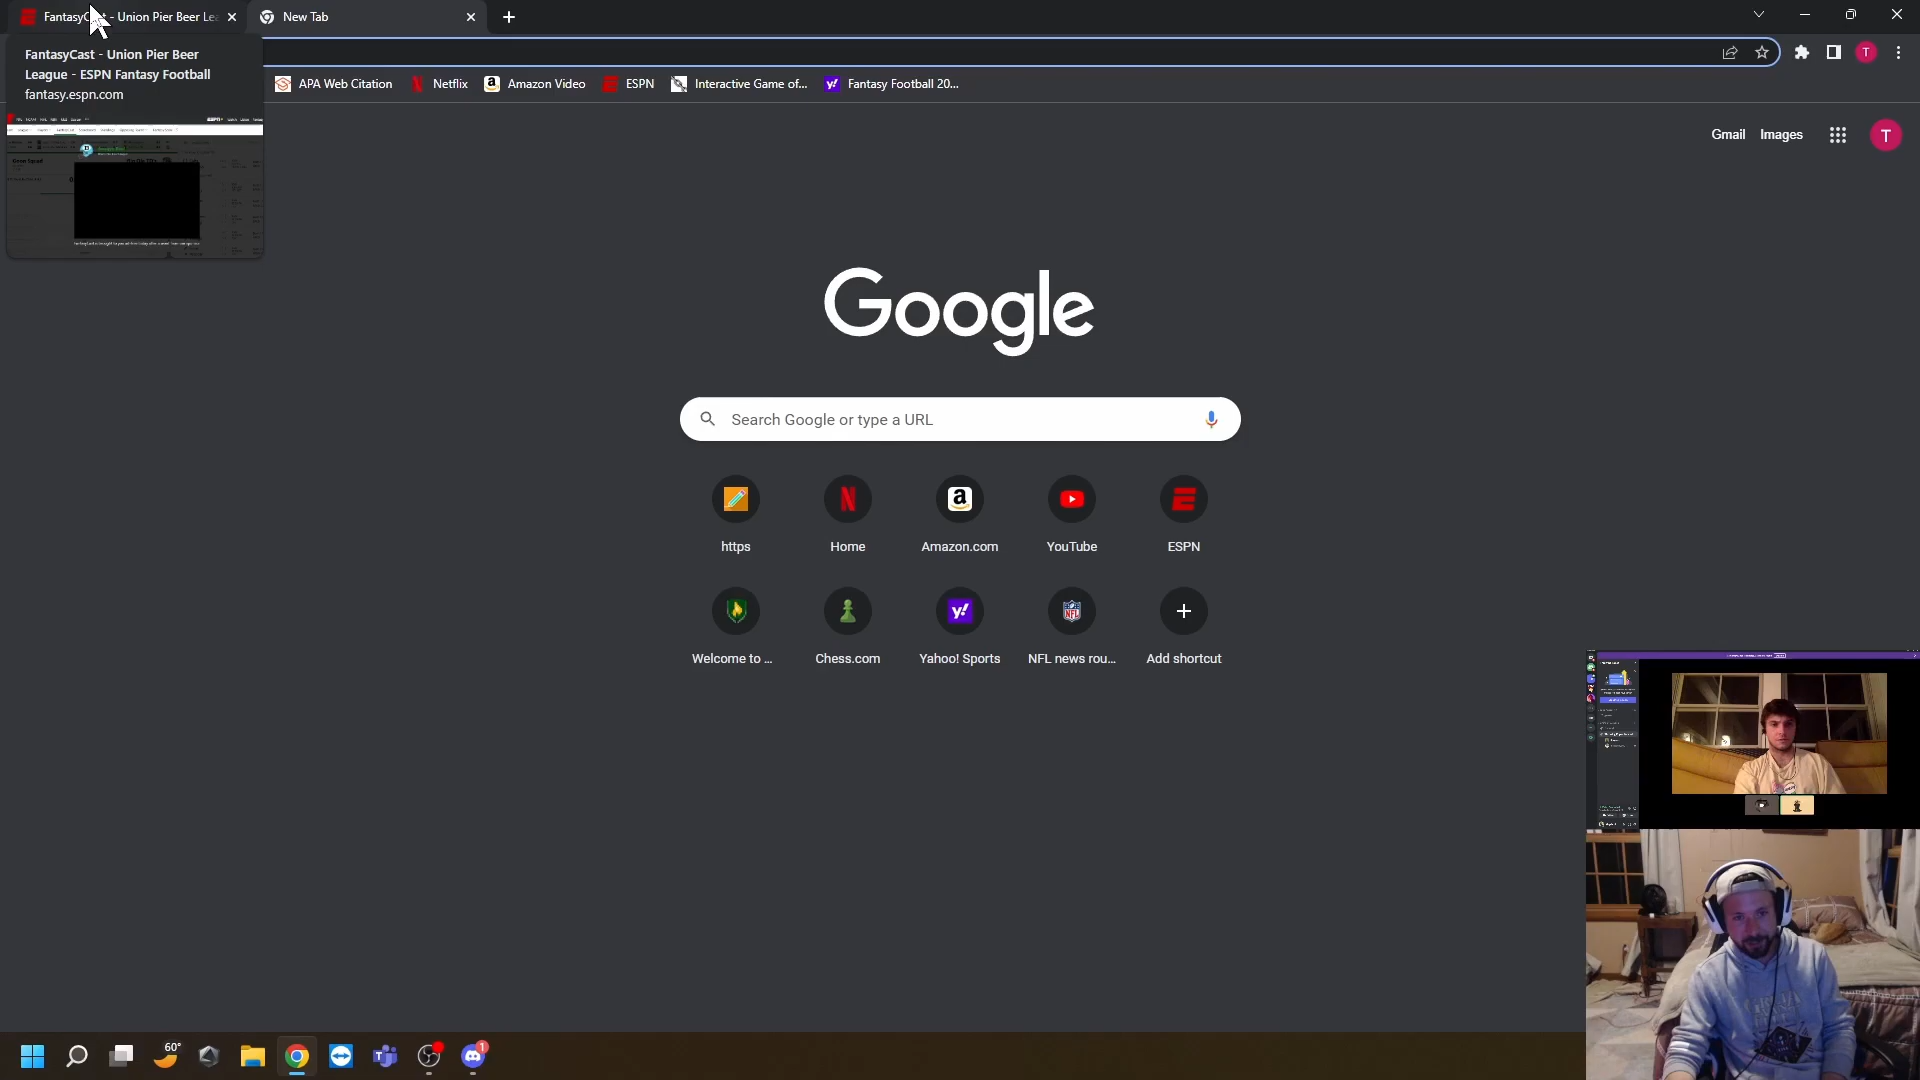 FantasyCast - Union Pier Beer Le
New Tab
FantasyCast - Union Pier Beer
League - ESPN Fantasy Football
fantasy.espn.com
APA Web Citation
Netflix
Amazon Video
ESPN
Interactive Game of...
Fantasy Football 20...
T
Gmail
Images
T
Google
Search Google or type a URL
https
Home
Amazon.com
YouTube
ESPN
Welcome to ...
Chess.com
Yahoo! Sports
NFL news rou...
Add shortcut
60°
1